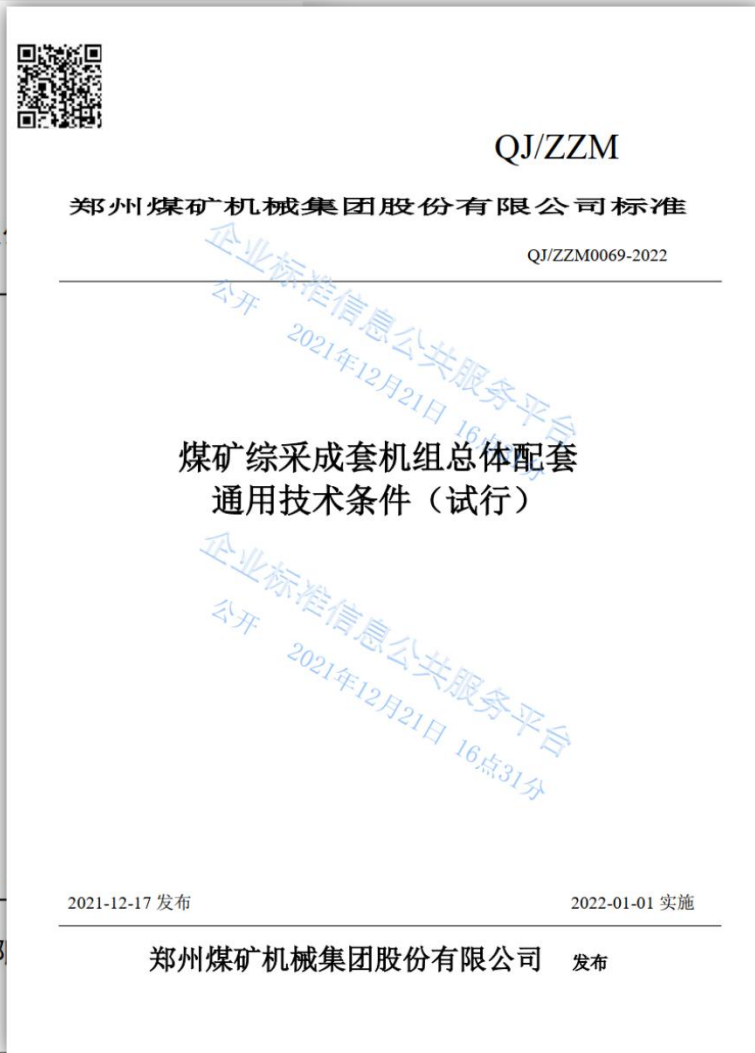 QJ/ZZM
郑州煤矿机械集团股份有限公司标准
QJ/ZZM0069-2022
企业标准信息公共服务平台
公开 2021年12月21日 16点
煤矿综采成套机组总体配套
通用技术条件（试行）
企业标准信息公共服务平台
公开 2021年12月21日 16点31分
2021-12-17 发布
2022-01-01 实施
郑州煤矿机械集团股份有限公司 发布